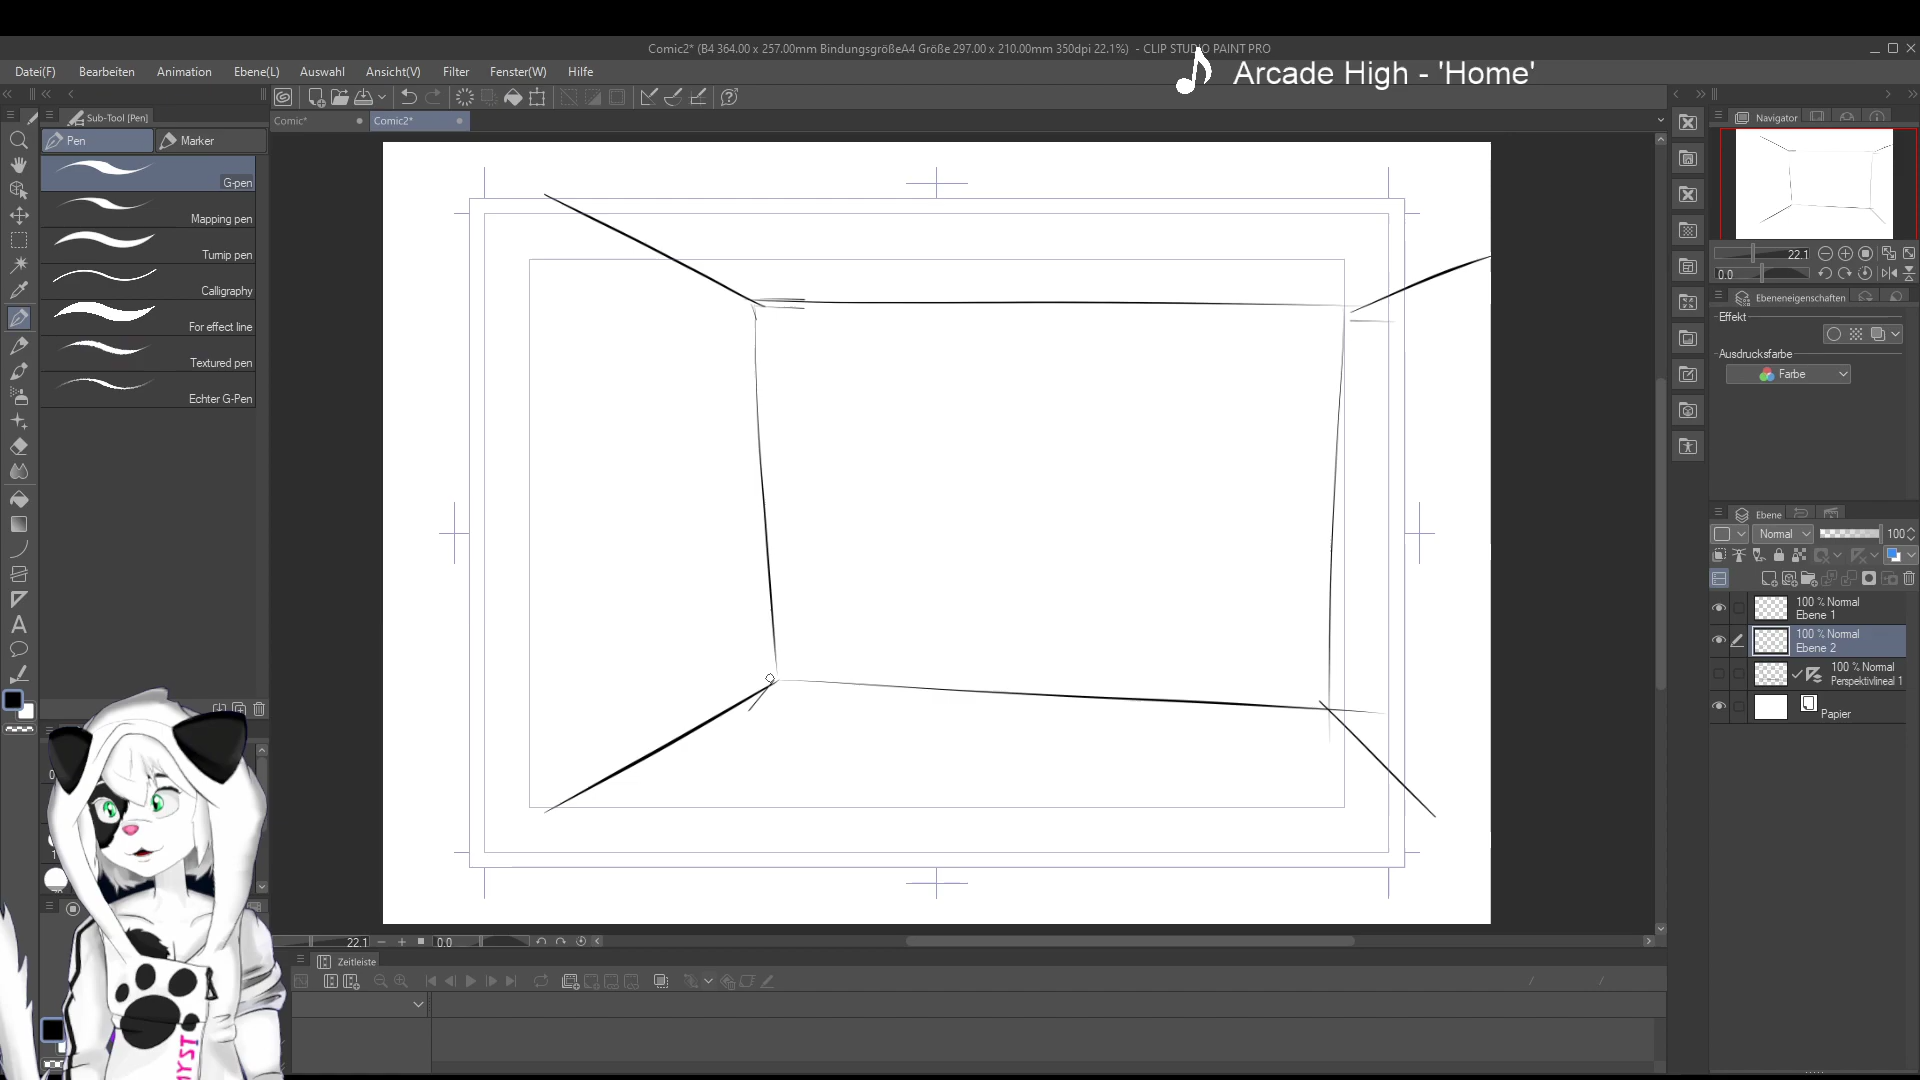 Comic2* (B4 364.00 x 257.00mm BindungsgrößeA4 Größe 297.00 x 210.00mm 350dpi 22.1%)  - CLIP STUDIO PAINT PRO
Datei(F) Bearbeiten Animation Ebene(L) Auswahl Ansicht(V) Filter Fenster(W) Hilfe
Arcade High - 'Home'
Sub-Tool [Pen]
Comic* Comic2*
Pen Marker
G-pen
Mapping pen
Turnip pen
Calligraphy
For effect line
Textured pen
Echter G-Pen
Navigator
22.1
0.0
Ebeneneigenschaften
Effekt
Ausdrucksfarbe
Farbe
Ebene
Normal 100
100 % Normal
Ebene 1
100 % Normal
Ebene 2
100 % Normal
Perspektivlineal 1
Papier
22.1 0.0
Zeitleiste